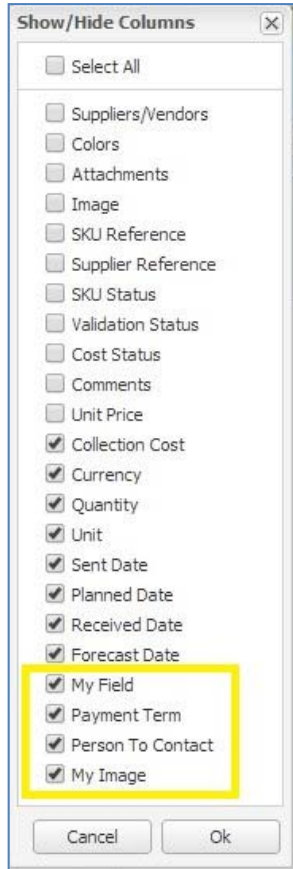 Show/Hide Columns
Select All
Suppliers/Vendors
Colors
Attachments
Image
SKU Reference
Supplier Reference
SKU Status
Validation Status
Cost Status
Comments
Unit Price
Collection Cost
Currency
Quantity
Unit
Sent Date
Planned Date
Received Date
Forecast Date
My Field
Payment Term
Person To Contact
My Image
Cancel Ok